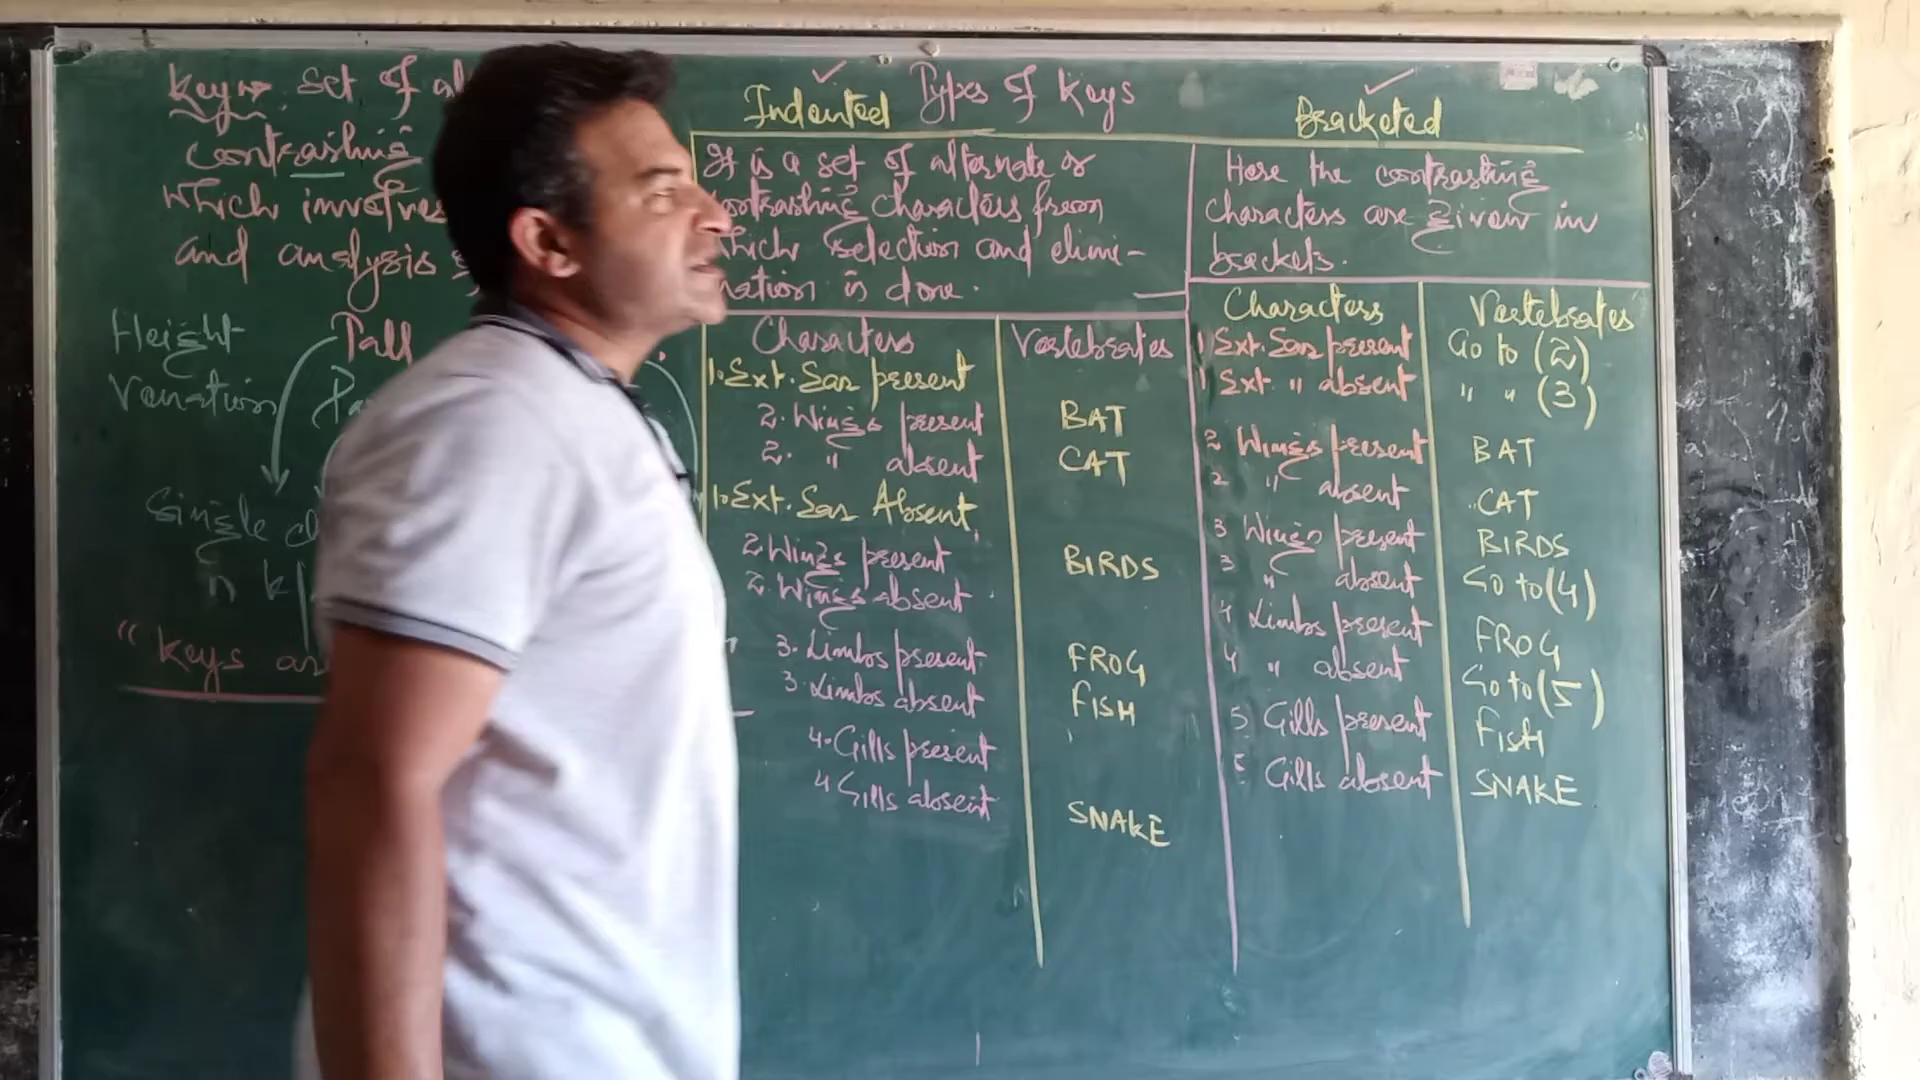 Key → set of al
contrasting
which involves
and analysis
Height
Variation
Tall
Single
"Keys ar
Types of Keys
Indented
It is a set of alternate or
contrasting characters from
which selection and elimi-
nation is done.
Characters Vertebrates
1. Ext. Ear present
2. Wings present BAT
2. " absent CAT
1. Ext. Ear Absent
2 Wings present BIRDS
2. Wings absent
3. Limbs present FROG
3. Limbs absent FISH
4. Gills present
4 Gills absent SNAKE
Bracketed
Here the contrasting
characters are given in
brackets.
Characters Vertebrates
1 Ext. Ear present Go to (2)
1 Ext. " absent " " (3)
2 Wings present BAT
2 " absent CAT
3 Wings present BIRDS
3 " absent Go to (4)
4 Limbs present FROG
4 " absent Go to (5)
5 Gills present FISH
5 Gills absent SNAKE